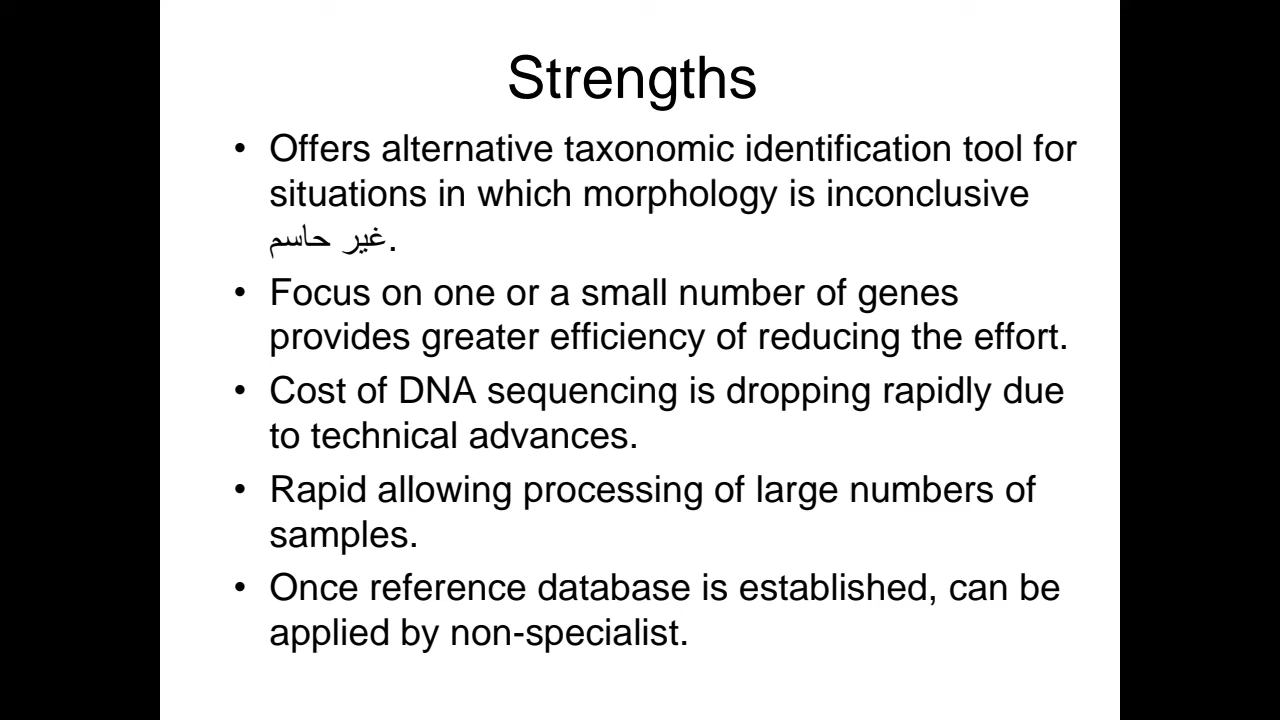 Strengths
• Offers alternative taxonomic identification tool for
situations in which morphology is inconclusive
غير حاسم.
• Focus on one or a small number of genes
provides greater efficiency of reducing the effort.
• Cost of DNA sequencing is dropping rapidly due
to technical advances.
• Rapid allowing processing of large numbers of
samples.
• Once reference database is established, can be
applied by non-specialist.